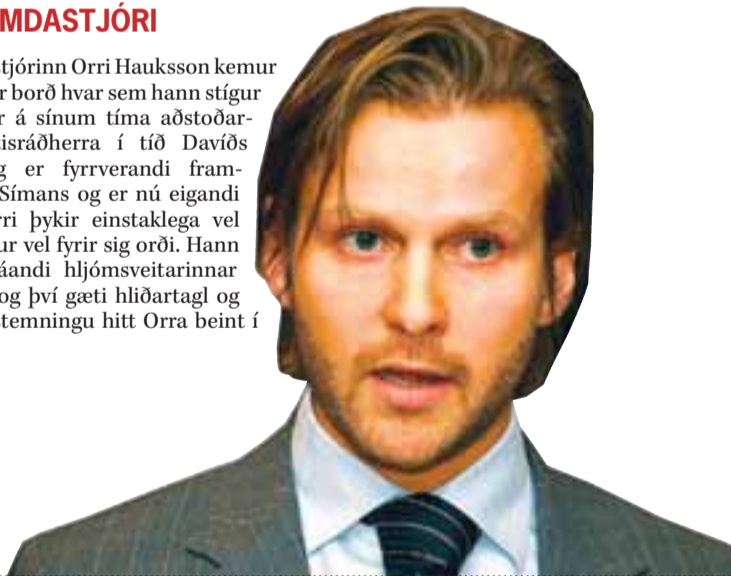 MDASTJÓRI
tjórinn Orri Hauksson kemur
r borð hvar sem hann stígur
r á sínum tíma aðstoðar-
tisráðherra í tíð Davíðs
g er fyrrverandi fram-
Símans og er nú eigandi
rri þykir einstaklega vel
ur vel fyrir sig orði. Hann
áandi hljómsveitarinnar
og því gæti hliðartagl og
temningu hitt Orra beint í